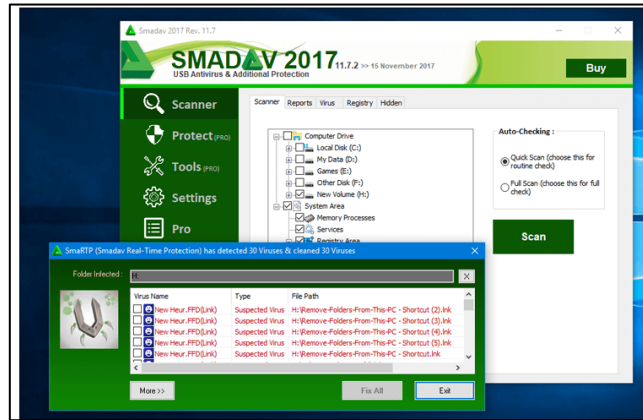 Smadav 2017 Rev. 11.7
SMADAV 2017 11.7.2 >> 15 November 2017
USB Antivirus & Additional Protection
Buy
Scanner
Protect (PRO)
Tools (PRO)
Settings
Pro
Scanner Reports Virus Registry Hidden
Computer Drive
Local Disk (C:)
My Data (D:)
Games (E:)
Other Disk (F:)
New Volume (H:)
System Area
Memory Processes
Services
Registry Area
Auto-Checking :
Quick Scan (choose this for
routine check)
Full Scan (choose this for full
check)
Scan
SmaRTP (Smadav Real-Time Protection) has detected 30 Viruses & cleaned 30 Viruses
Folder Infected : H: X
Virus Name Type File Path
New Heur.FFD(Link) Suspected Virus H:\Remove-Folders-From-This-PC - Shortcut (2).lnk
New Heur.FFD(Link) Suspected Virus H:\Remove-Folders-From-This-PC - Shortcut (3).lnk
New Heur.FFD(Link) Suspected Virus H:\Remove-Folders-From-This-PC - Shortcut (4).lnk
New Heur.FFD(Link) Suspected Virus H:\Remove-Folders-From-This-PC - Shortcut (5).lnk
New Heur.FFD(Link) Suspected Virus H:\Remove-Folders-From-This-PC - Shortcut.lnk
More >> Fix All Exit